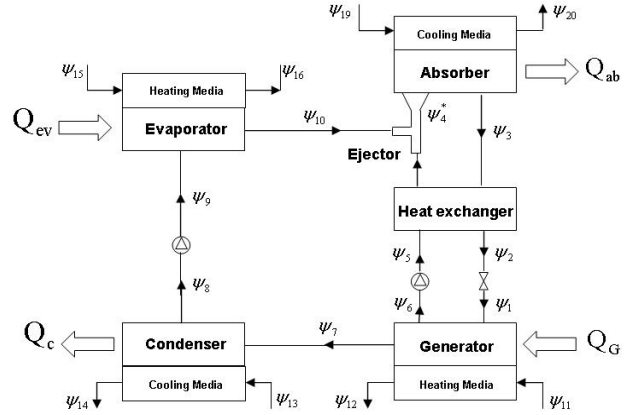 ψ19
ψ20
Cooling Media
Absorber
Qab
ψ15
ψ16
Heating Media
Qev
Evaporator
ψ10
ψ4*
Ejector
ψ3
ψ9
Heat exchanger
ψ5
ψ2
ψ8
ψ6
ψ1
Qc
Condenser
ψ7
Generator
QG
Cooling Media
Heating Media
ψ14
ψ13
ψ12
ψ11